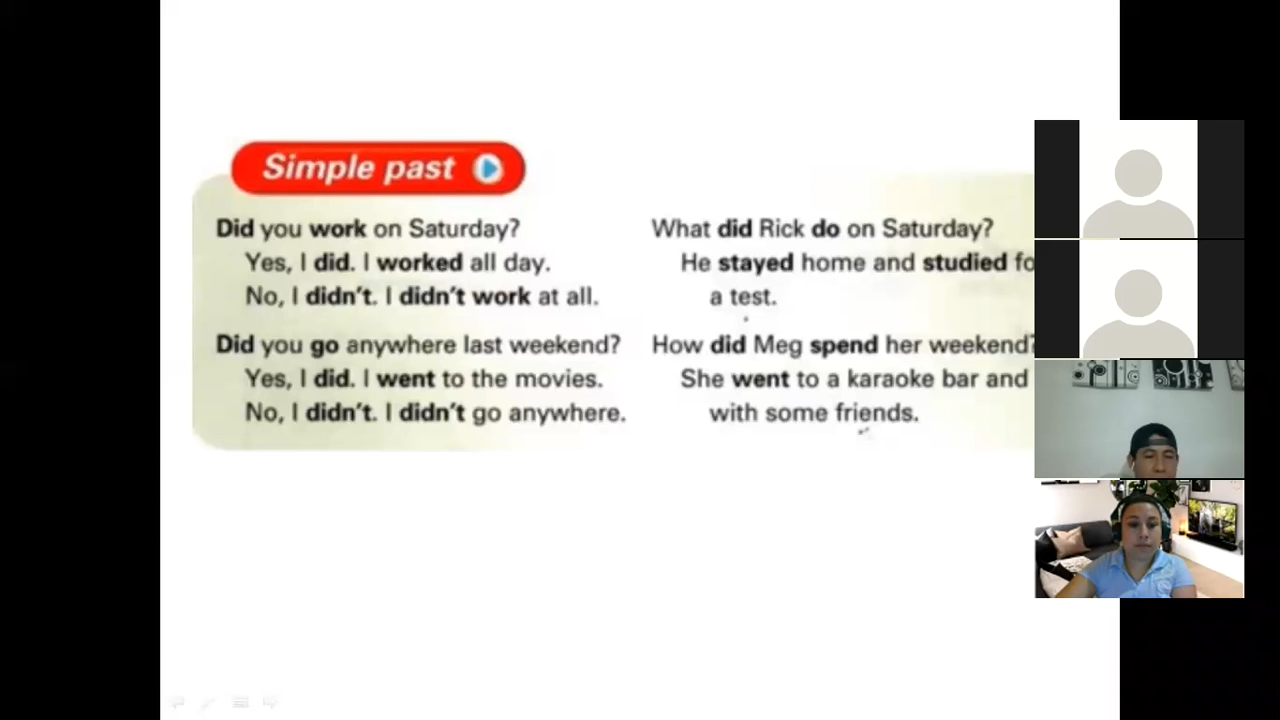 Simple past
Did you work on Saturday?
Yes, I did. I worked all day.
No, I didn't. I didn't work at all.
Did you go anywhere last weekend?
Yes, I did. I went to the movies.
No, I didn't. I didn't go anywhere.
What did Rick do on Saturday?
He stayed home and studied fo
a test.
How did Meg spend her weekend?
She went to a karaoke bar and
with some friends.